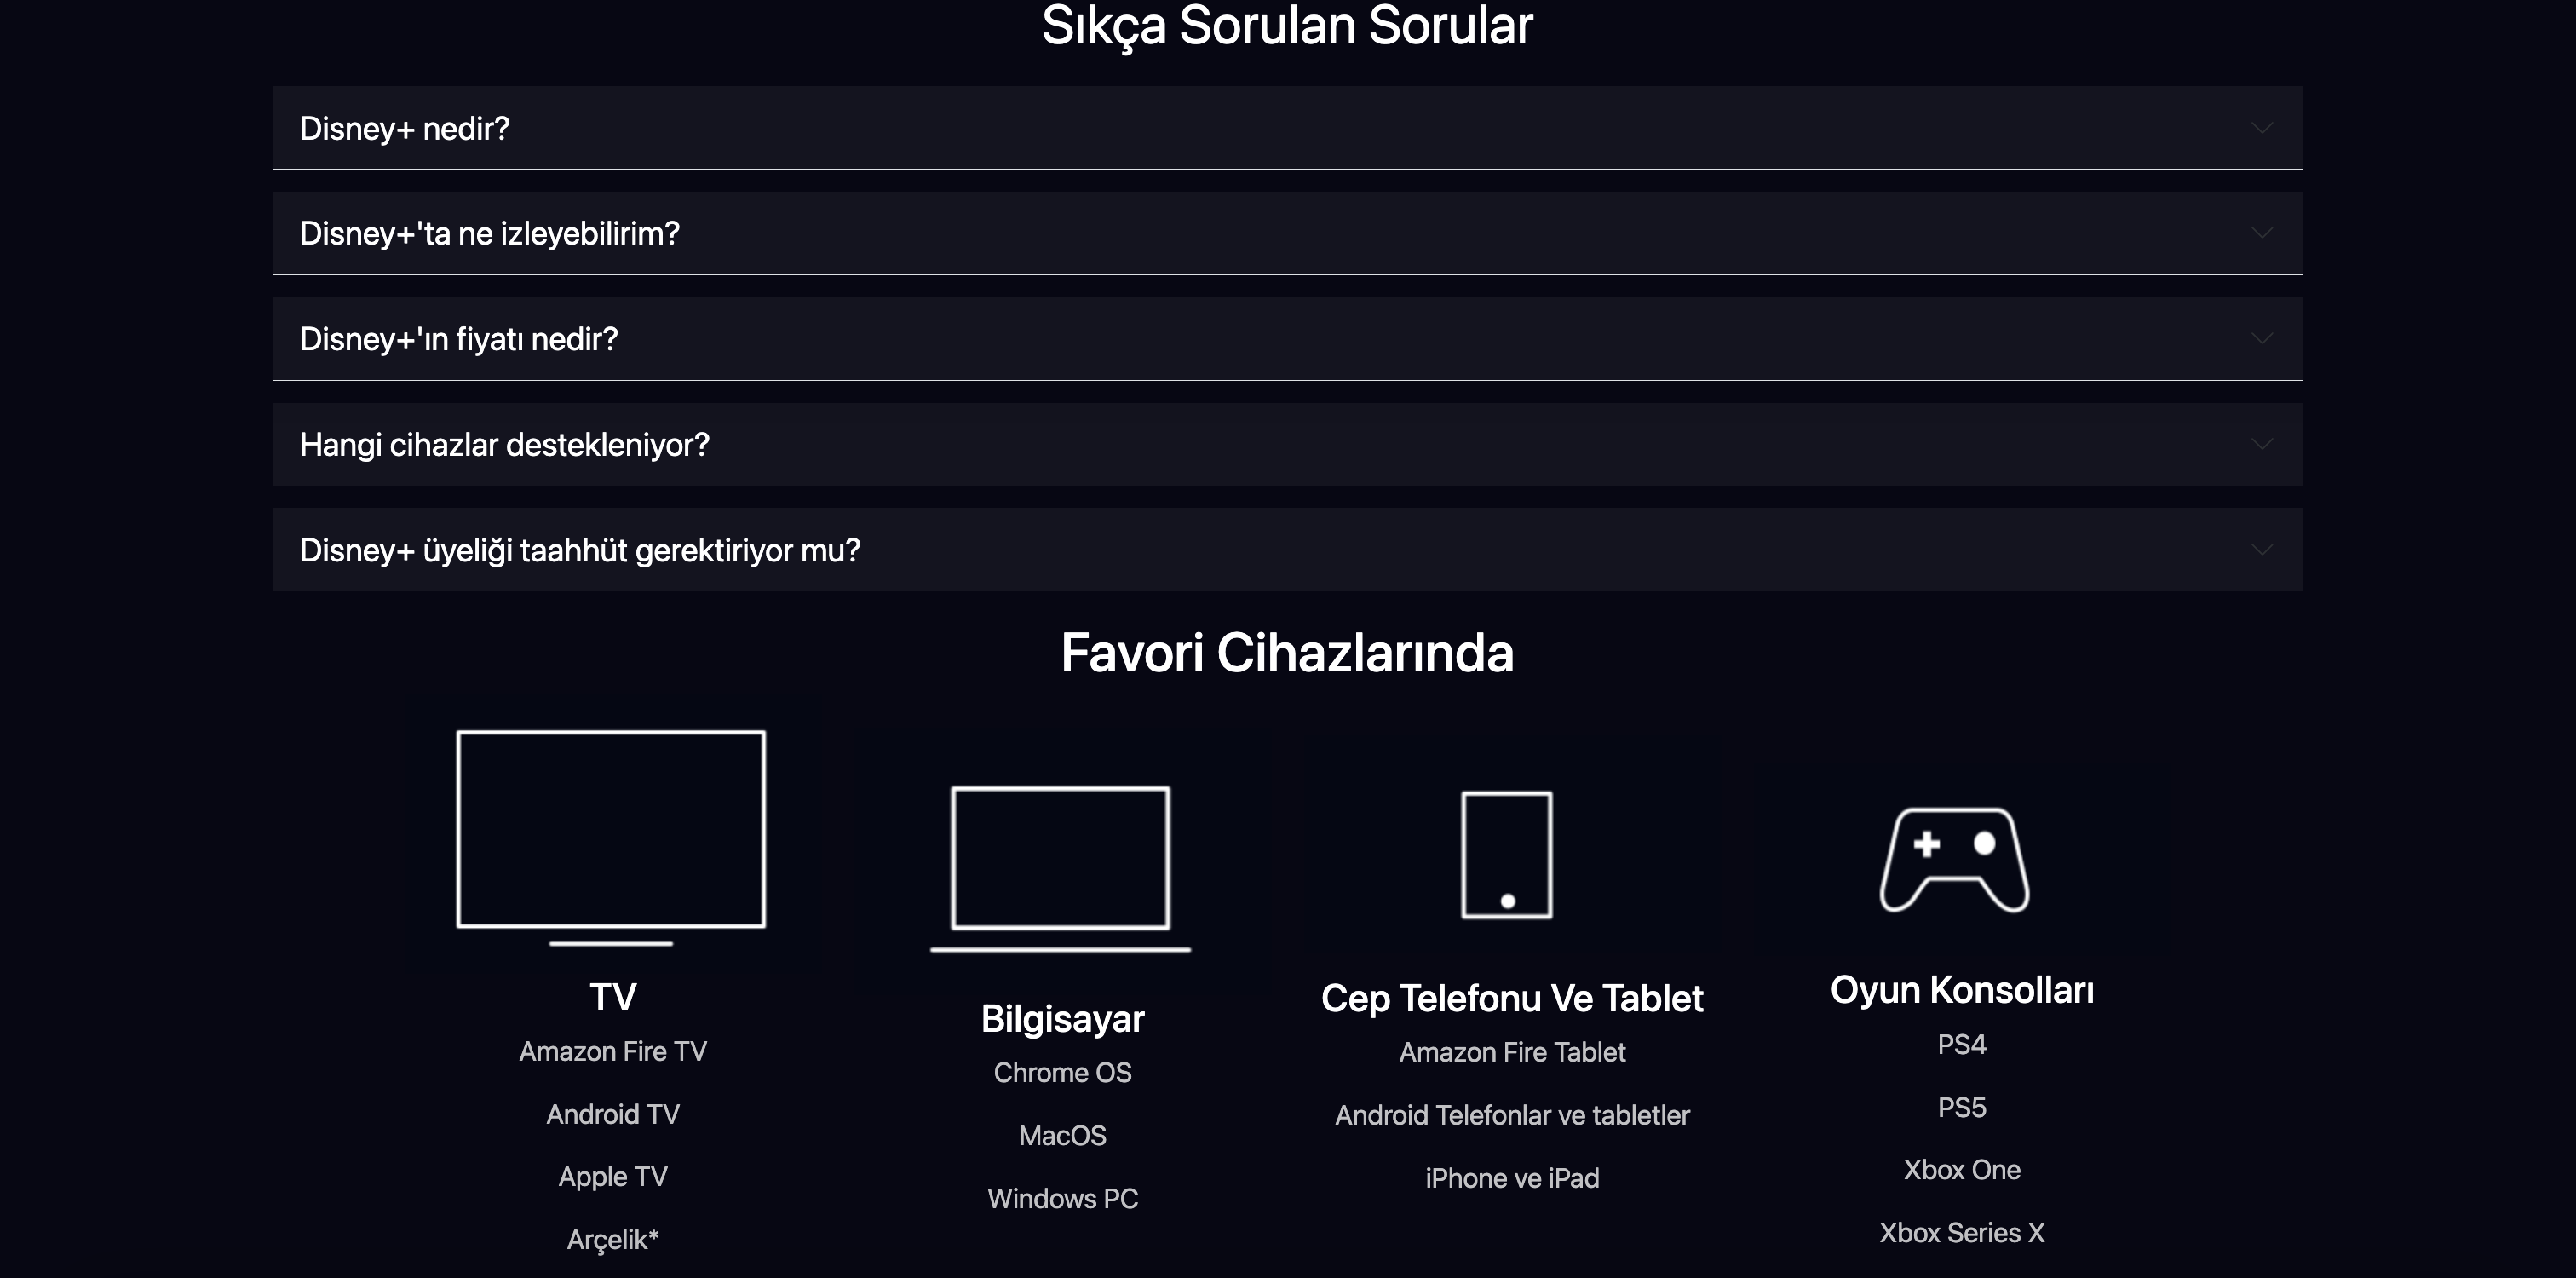 Sıkça Sorulan Sorular
Disney+ nedir?
Disney+'ta ne izleyebilirim?
Disney+'ın fiyatı nedir?
Hangi cihazlar destekleniyor?
Disney+ üyeliği taahhüt gerektiriyor mu?
Favori Cihazlarında
TV
Amazon Fire TV
Android TV
Apple TV
Arçelik*
Bilgisayar
Chrome OS
MacOS
Windows PC
Cep Telefonu Ve Tablet
Amazon Fire Tablet
Android Telefonlar ve tabletler
iPhone ve iPad
Oyun Konsolları
PS4
PS5
Xbox One
Xbox Series X